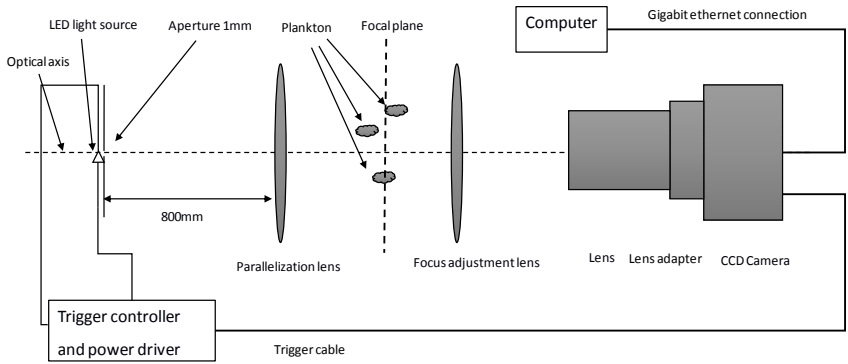 LED light source
Aperture 1mm
Plankton
Focal plane
Computer
Gigabit ethernet connection
Optical axis
800mm
Parallelization lens
Focus adjustment lens
Lens
Lens adapter
CCD Camera
Trigger controller
and power driver
Trigger cable